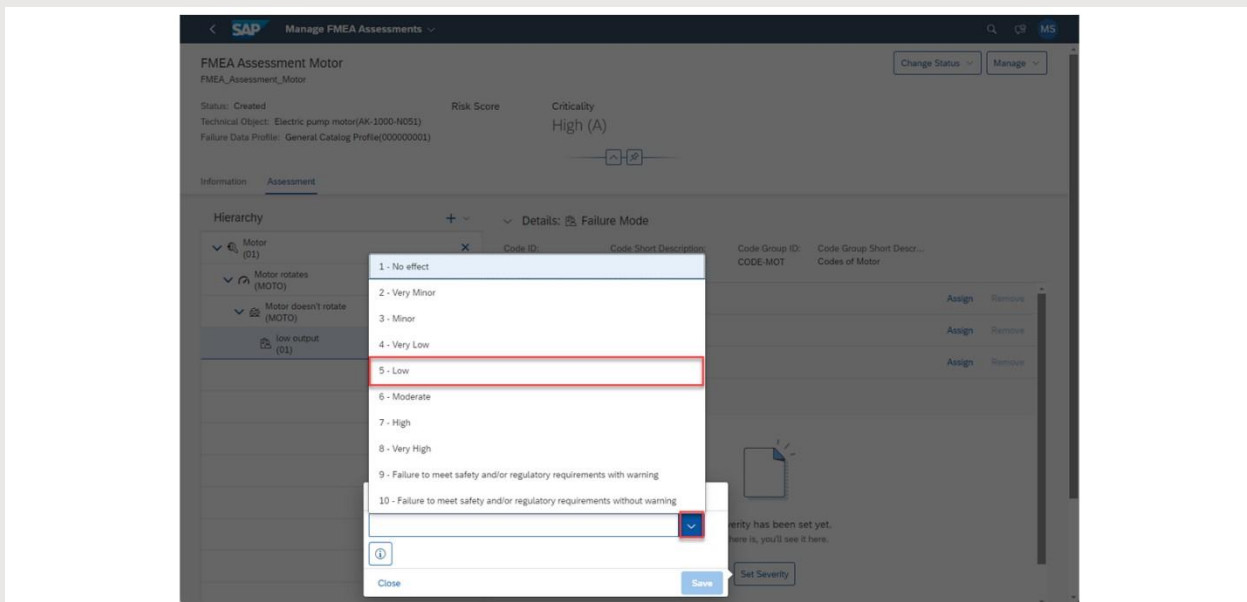 SAP Manage FMEA Assessments MS
FMEA Assessment Motor
FMEA_Assessment_Motor
Change Status Manage
Status: Created
Technical Object: Electric pump motor(AK-1000-N051)
Failure Data Profile: General Catalog Profile(000000001)
Risk Score
Criticality
High (A)
Information Assessment
Hierarchy
Motor
(01)
Motor rotates
(MOTO)
Motor doesn't rotate
(MOTO)
low output
(01)
Details: Failure Mode
Code ID: Code Short Description: Code Group ID: Code Group Short Descr...
CODE-MOT Codes of Motor
Assign Remove
Assign Remove
Assign Remove
1 - No effect
2 - Very Minor
3 - Minor
4 - Very Low
5 - Low
6 - Moderate
7 - High
8 - Very High
9 - Failure to meet safety and/or regulatory requirements with warning
10 - Failure to meet safety and/or regulatory requirements without warning
erity has been set yet.
here is, you'll see it here.
Set Severity
Close Save